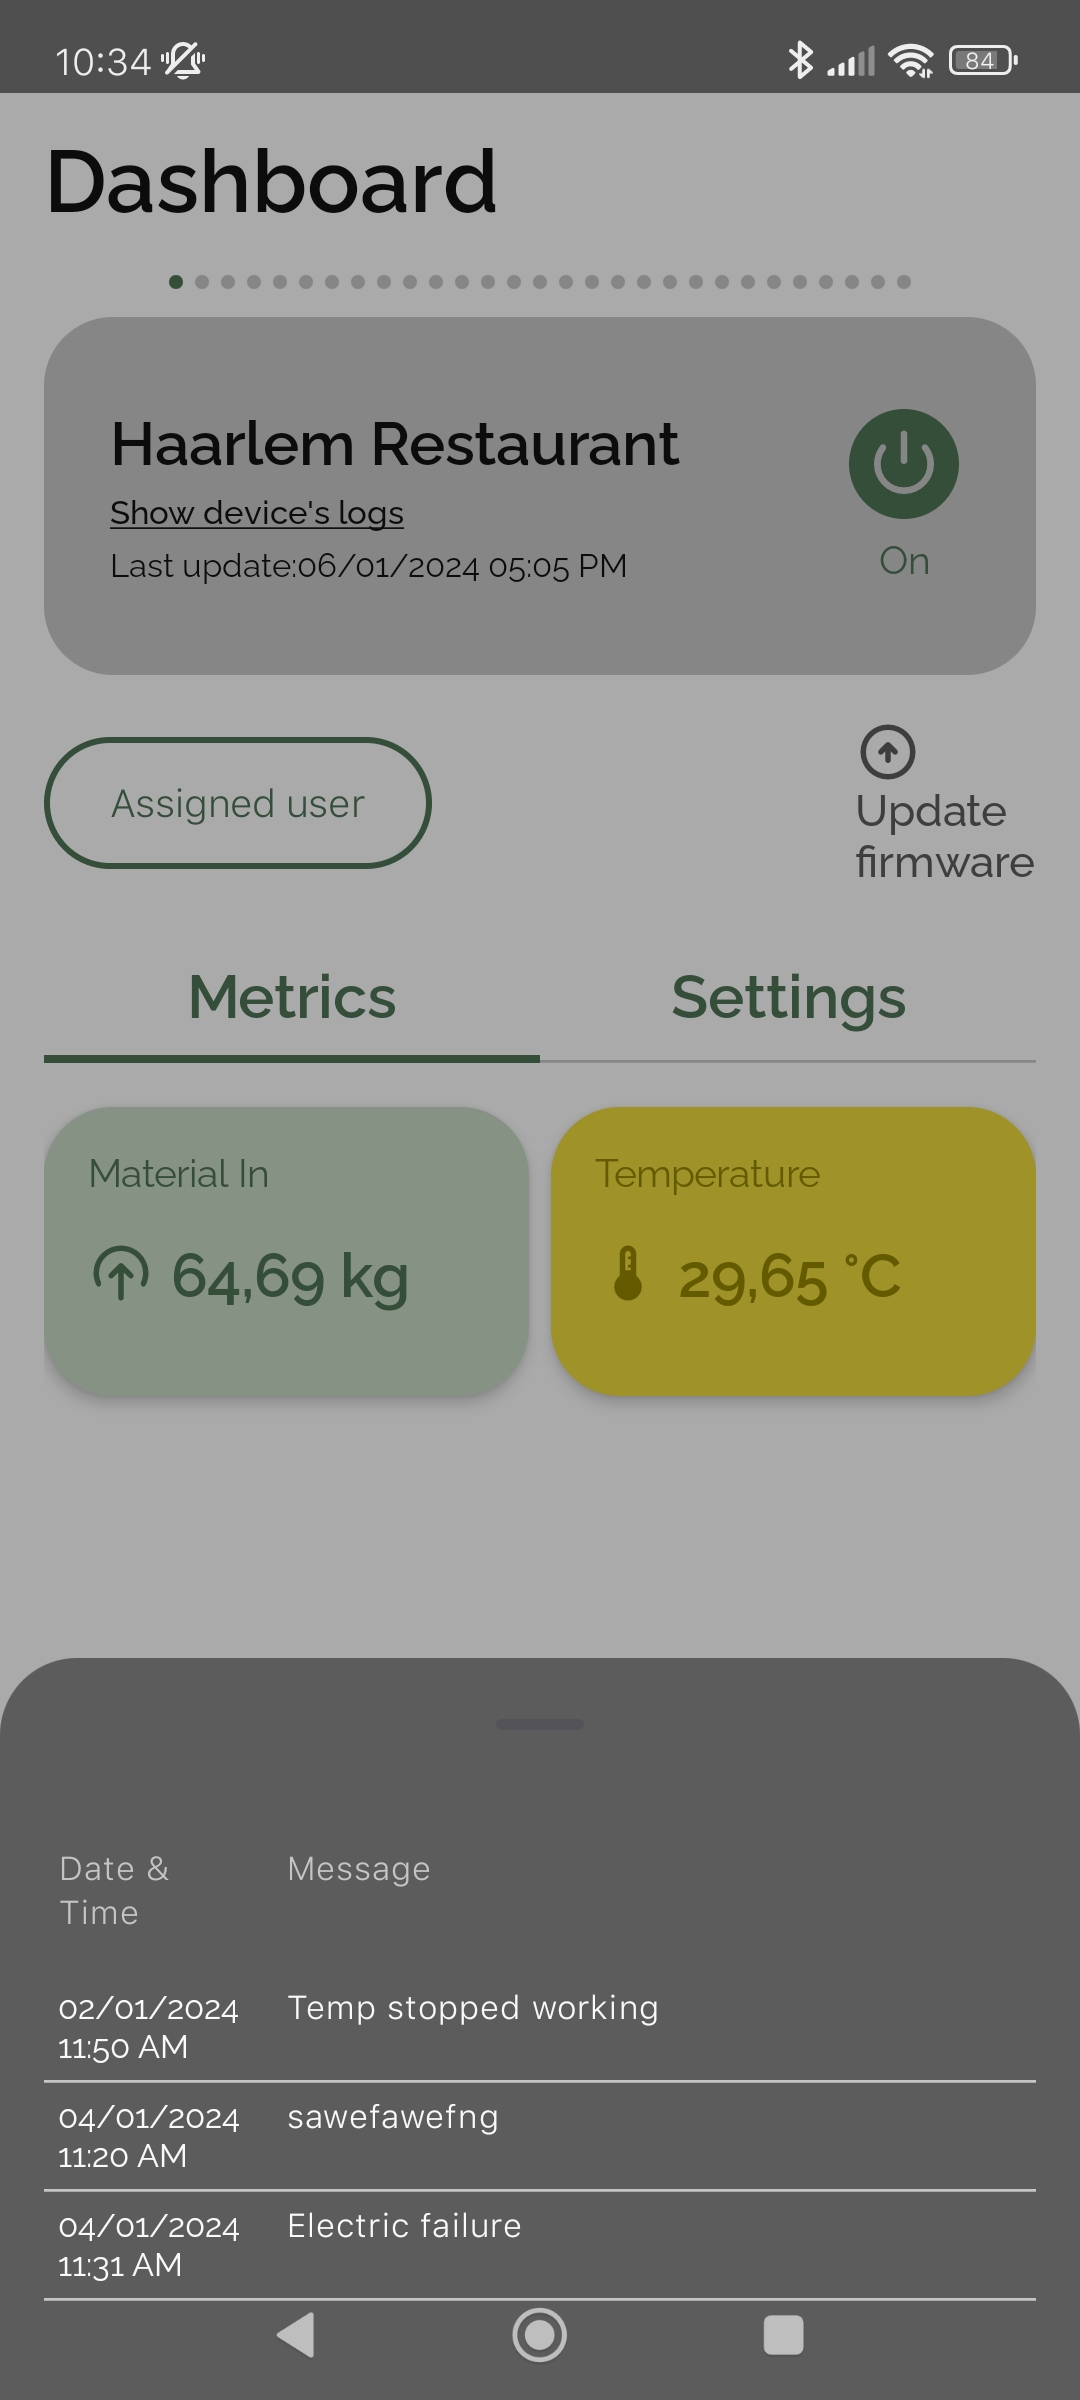 10:34
84
Dashboard
Haarlem Restaurant
Show device's logs
Last update:06/01/2024 05:05 PM
On
Assigned user
Update
firmware
Metrics
Settings
Material In
Temperature
64,69 kg
29,65 °C
Date &
Time
Message
02/01/2024
11:50 AM
Temp stopped working
04/01/2024
11:20 AM
sawefawefng
04/01/2024
11:31 AM
Electric failure